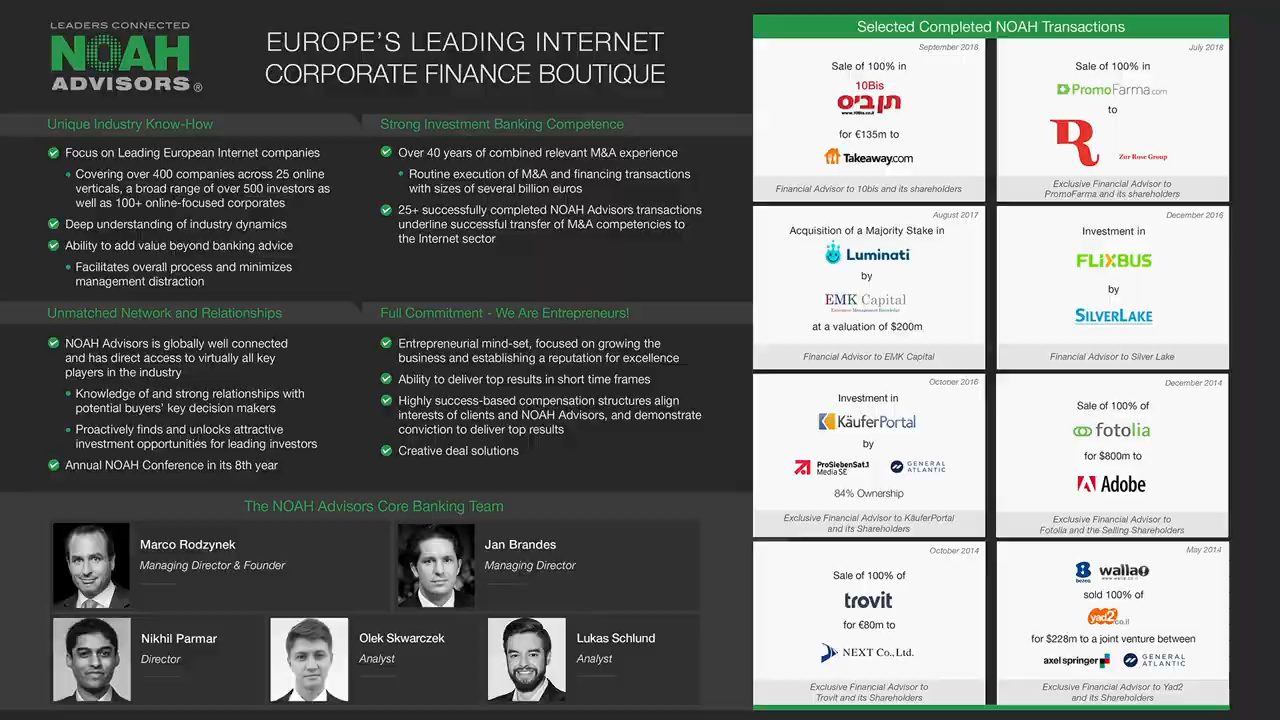 LEADERS CONNECTED
NOAH
ADVISORS®
EUROPE'S LEADING INTERNET
CORPORATE FINANCE BOUTIQUE
Unique Industry Know-How
Focus on Leading European Internet companies
Covering over 400 companies across 25 online
verticals, a broad range of over 500 investors as
well as 100+ online-focused corporates
Deep understanding of industry dynamics
Ability to add value beyond banking advice
Facilitates overall process and minimizes
management distraction
Strong Investment Banking Competence
Over 40 years of combined relevant M&A experience
Routine execution of M&A and financing transactions
with sizes of several billion euros
25+ successfully completed NOAH Advisors transactions
underline successful transfer of M&A competencies to
the Internet sector
Unmatched Network and Relationships
NOAH Advisors is globally well connected
and has direct access to virtually all key
players in the industry
Knowledge of and strong relationships with
potential buyers' key decision makers
Proactively finds and unlocks attractive
investment opportunities for leading investors
Annual NOAH Conference in its 8th year
Full Commitment - We Are Entrepreneurs!
Entrepreneurial mind-set, focused on growing the
business and establishing a reputation for excellence
Ability to deliver top results in short time frames
Highly success-based compensation structures align
interests of clients and NOAH Advisors, and demonstrate
conviction to deliver top results
Creative deal solutions
The NOAH Advisors Core Banking Team
Marco Rodzynek
Managing Director & Founder
Jan Brandes
Managing Director
Nikhil Parmar
Director
Olek Skwarczek
Analyst
Lukas Schlund
Analyst
Selected Completed NOAH Transactions
September 2018
Sale of 100% in
10Bis
תן ביס
www.10Bis.co.il
for €135m to
Takeaway.com
Financial Advisor to 10bis and its shareholders
July 2018
Sale of 100% in
PromoFarma.com
to
R
Zur Rose Group
Exclusive Financial Advisor to
PromoFarma and its shareholders
August 2017
Acquisition of a Majority Stake in
Luminati
by
EMK Capital
Entrepreneurs Management Knowledge
at a valuation of $200m
Financial Advisor to EMK Capital
December 2016
Investment in
FLiXBUS
by
SILVERLAKE
Financial Advisor to Silver Lake
October 2016
Investment in
KäuferPortal
by
ProSiebenSat.1
Media SE
GENERAL
ATLANTIC
84% Ownership
Exclusive Financial Advisor to KäuferPortal
and its Shareholders
December 2014
Sale of 100% of
fotolia
for $800m to
Adobe
Exclusive Financial Advisor to
Fotolia and the Selling Shareholders
October 2014
Sale of 100% of
trovit
for €80m to
NEXT Co.,Ltd.
Exclusive Financial Advisor to
Trovit and its Shareholders
May 2014
bezeq
walla!
www.walla.co.il
sold 100% of
yad2.co.il
for $228m to a joint venture between
axel springer
GENERAL
ATLANTIC
Exclusive Financial Advisor to Yad2
and its Shareholders